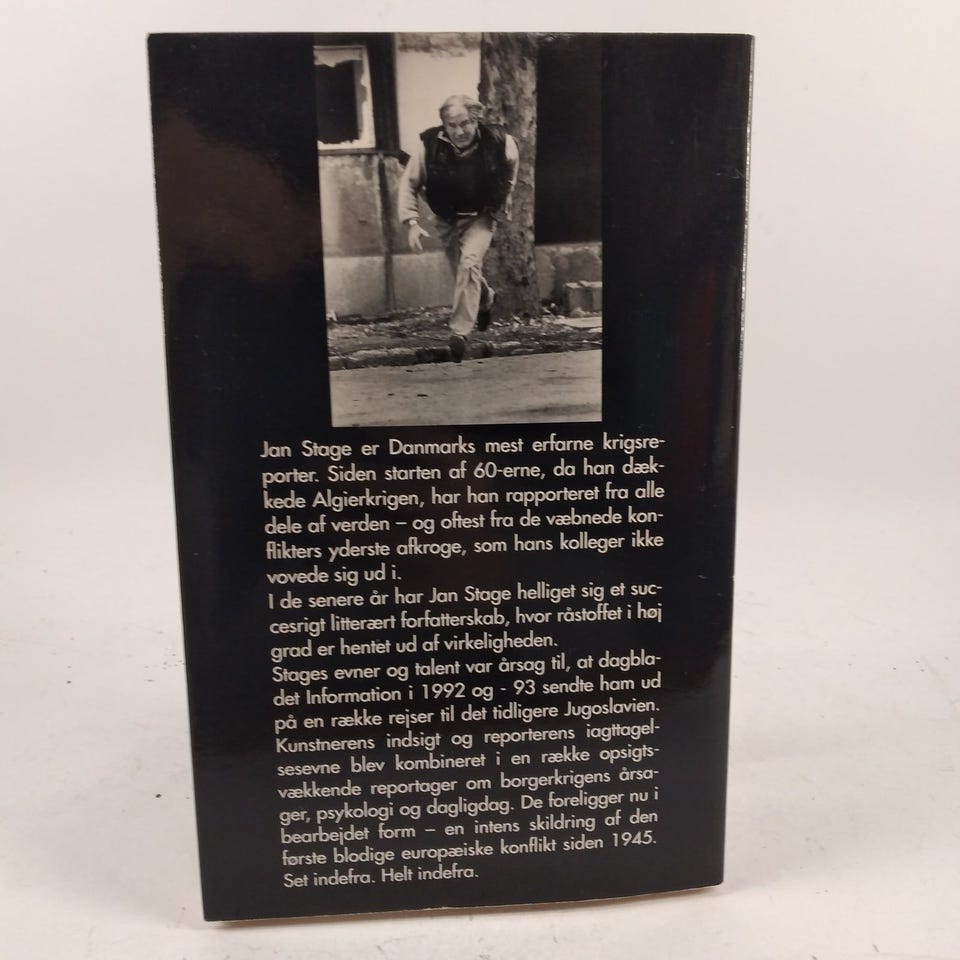 Jan Stage er Danmarks mest erfarne krigsre-
porter. Siden starten af 60-erne, da han dæk-
kede Algierkrigen, har han rapporteret fra alle
dele af verden – og oftest fra de væbnede kon-
flikters yderste afkroge, som hans kolleger ikke
vovede sig ud i.
I de senere år har Jan Stage helliget sig et suc-
cesrigt litterært forfatterskab, hvor råstoffet i høj
grad er hentet ud af virkeligheden.
Stages evner og talent var årsag til, at dagbla-
det Information i 1992 og - 93 sendte ham ud
på en række rejser til det tidligere Jugoslavien.
Kunstnerens indsigt og reporterens iagttagel-
sesevne blev kombineret i en række opsigts-
vækkende reportager om borgerkrigens årsa-
ger, psykologi og dagligdag. De foreligger nu i
bearbejdet form – en intens skildring af den
første blodige europæiske konflikt siden 1945.
Set indefra. Helt indefra.